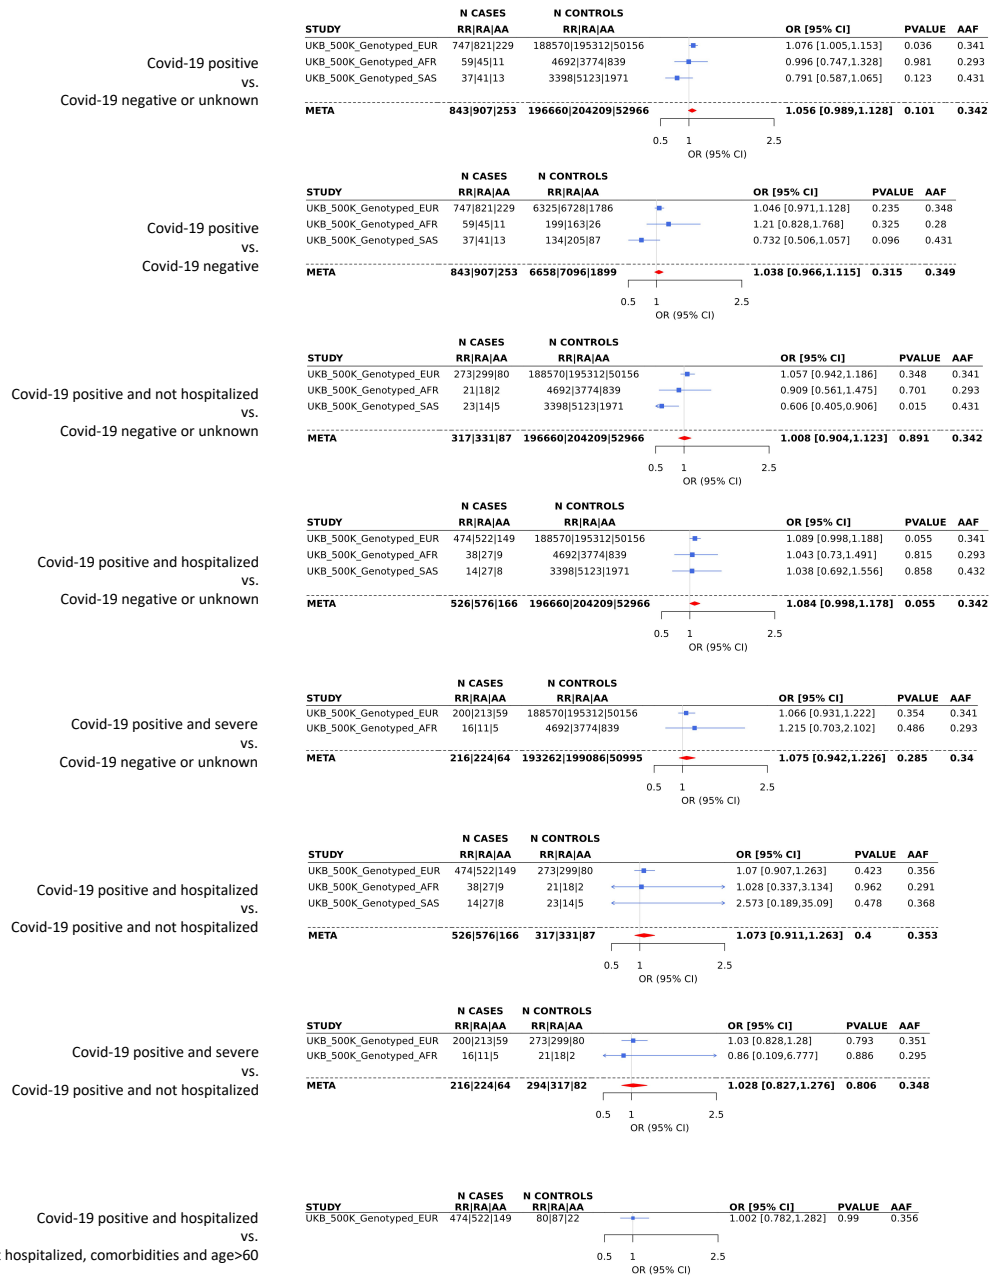 N CASES N CONTROLS
STUDY RR|RA|AA RR|RA|AA OR [95% CI] PVALUE AAF
UKB_500K_Genotyped_EUR 747|821|229 188570|195312|50156 1.076 [1.005,1.153] 0.036 0.341
UKB_500K_Genotyped_AFR 59|45|11 4692|3774|839 0.996 [0.747,1.328] 0.981 0.293
UKB_500K_Genotyped_SAS 37|41|13 3398|5123|1971 0.791 [0.587,1.065] 0.123 0.431
META 843|907|253 196660|204209|52966 1.056 [0.989,1.128] 0.101 0.342
0.5 1 2.5
OR (95% CI)
Covid-19 positive
vs.
Covid-19 negative or unknown
N CASES N CONTROLS
STUDY RR|RA|AA RR|RA|AA OR [95% CI] PVALUE AAF
UKB_500K_Genotyped_EUR 747|821|229 6325|6728|1786 1.046 [0.971,1.128] 0.235 0.348
UKB_500K_Genotyped_AFR 59|45|11 199|163|26 1.21 [0.828,1.768] 0.325 0.28
UKB_500K_Genotyped_SAS 37|41|13 134|205|87 0.732 [0.506,1.057] 0.096 0.431
META 843|907|253 6658|7096|1899 1.038 [0.966,1.115] 0.315 0.349
0.5 1 2.5
OR (95% CI)
Covid-19 positive
vs.
Covid-19 negative
N CASES N CONTROLS
STUDY RR|RA|AA RR|RA|AA OR [95% CI] PVALUE AAF
UKB_500K_Genotyped_EUR 273|299|80 188570|195312|50156 1.057 [0.942,1.186] 0.348 0.341
UKB_500K_Genotyped_AFR 21|18|2 4692|3774|839 0.909 [0.561,1.475] 0.701 0.293
UKB_500K_Genotyped_SAS 23|14|5 3398|5123|1971 0.606 [0.405,0.906] 0.015 0.431
META 317|331|87 196660|204209|52966 1.008 [0.904,1.123] 0.891 0.342
0.5 1 2.5
OR (95% CI)
Covid-19 positive and not hospitalized
vs.
Covid-19 negative or unknown
N CASES N CONTROLS
STUDY RR|RA|AA RR|RA|AA OR [95% CI] PVALUE AAF
UKB_500K_Genotyped_EUR 474|522|149 188570|195312|50156 1.089 [0.998,1.188] 0.055 0.341
UKB_500K_Genotyped_AFR 38|27|9 4692|3774|839 1.043 [0.73,1.491] 0.815 0.293
UKB_500K_Genotyped_SAS 14|27|8 3398|5123|1971 1.038 [0.692,1.556] 0.858 0.432
META 526|576|166 196660|204209|52966 1.084 [0.998,1.178] 0.055 0.342
0.5 1 2.5
OR (95% CI)
Covid-19 positive and hospitalized
vs.
Covid-19 negative or unknown
N CASES N CONTROLS
STUDY RR|RA|AA RR|RA|AA OR [95% CI] PVALUE AAF
UKB_500K_Genotyped_EUR 200|213|59 188570|195312|50156 1.066 [0.931,1.222] 0.354 0.341
UKB_500K_Genotyped_AFR 16|11|5 4692|3774|839 1.215 [0.703,2.102] 0.486 0.293
META 216|224|64 193262|199086|50995 1.075 [0.942,1.226] 0.285 0.34
0.5 1 2.5
OR (95% CI)
Covid-19 positive and severe
vs.
Covid-19 negative or unknown
N CASES N CONTROLS
STUDY RR|RA|AA RR|RA|AA OR [95% CI] PVALUE AAF
UKB_500K_Genotyped_EUR 474|522|149 273|299|80 1.07 [0.907,1.263] 0.423 0.356
UKB_500K_Genotyped_AFR 38|27|9 21|18|2 1.028 [0.337,3.134] 0.962 0.291
UKB_500K_Genotyped_SAS 14|27|8 23|14|5 2.573 [0.189,35.09] 0.478 0.368
META 526|576|166 317|331|87 1.073 [0.911,1.263] 0.4 0.353
0.5 1 2.5
OR (95% CI)
Covid-19 positive and hospitalized
vs.
Covid-19 positive and not hospitalized
N CASES N CONTROLS
STUDY RR|RA|AA RR|RA|AA OR [95% CI] PVALUE AAF
UKB_500K_Genotyped_EUR 200|213|59 273|299|80 1.03 [0.828,1.28] 0.793 0.351
UKB_500K_Genotyped_AFR 16|11|5 21|18|2 0.86 [0.109,6.777] 0.886 0.295
META 216|224|64 294|317|82 1.028 [0.827,1.276] 0.806 0.348
0.5 1 2.5
OR (95% CI)
Covid-19 positive and severe
vs.
Covid-19 positive and not hospitalized
N CASES N CONTROLS
STUDY RR|RA|AA RR|RA|AA OR [95% CI] PVALUE AAF
UKB_500K_Genotyped_EUR 474|522|149 80|87|22 1.002 [0.782,1.282] 0.99 0.356
0.5 1 2.5
OR (95% CI)
Covid-19 positive and hospitalized
vs.
hospitalized, comorbidities and age>60